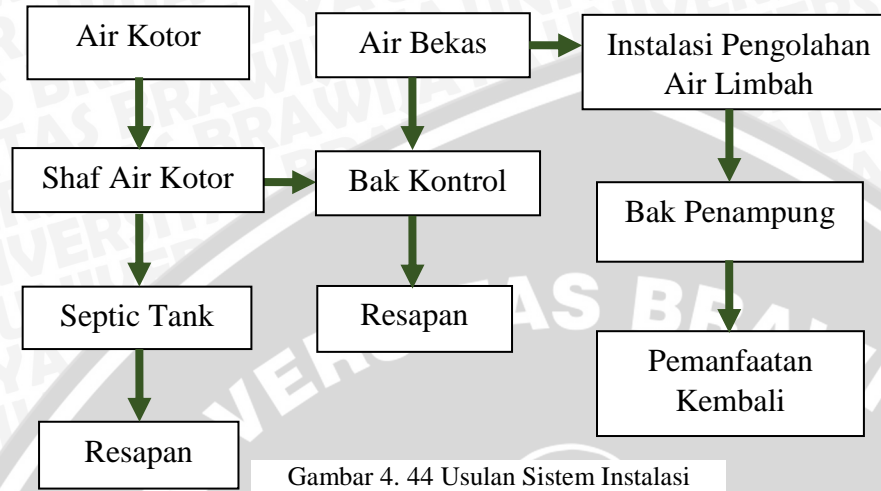 Air Kotor
Air Bekas
Instalasi Pengolahan
Air Limbah
Shaf Air Kotor
Bak Kontrol
Bak Penampung
Septic Tank
Resapan
Pemanfaatan
Kembali
Resapan
Gambar 4. 44 Usulan Sistem Instalasi